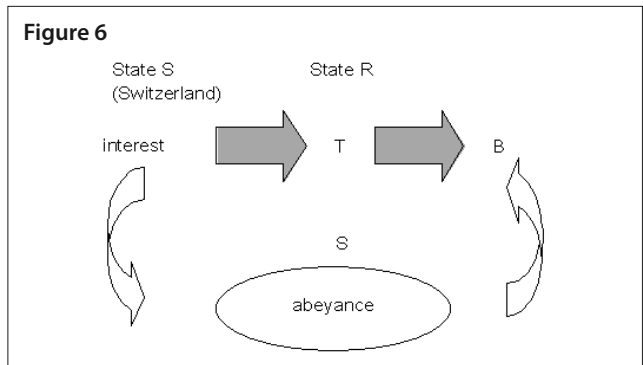 Figure 6
State S State R
(Switzerland)
interest T B
S
abeyance